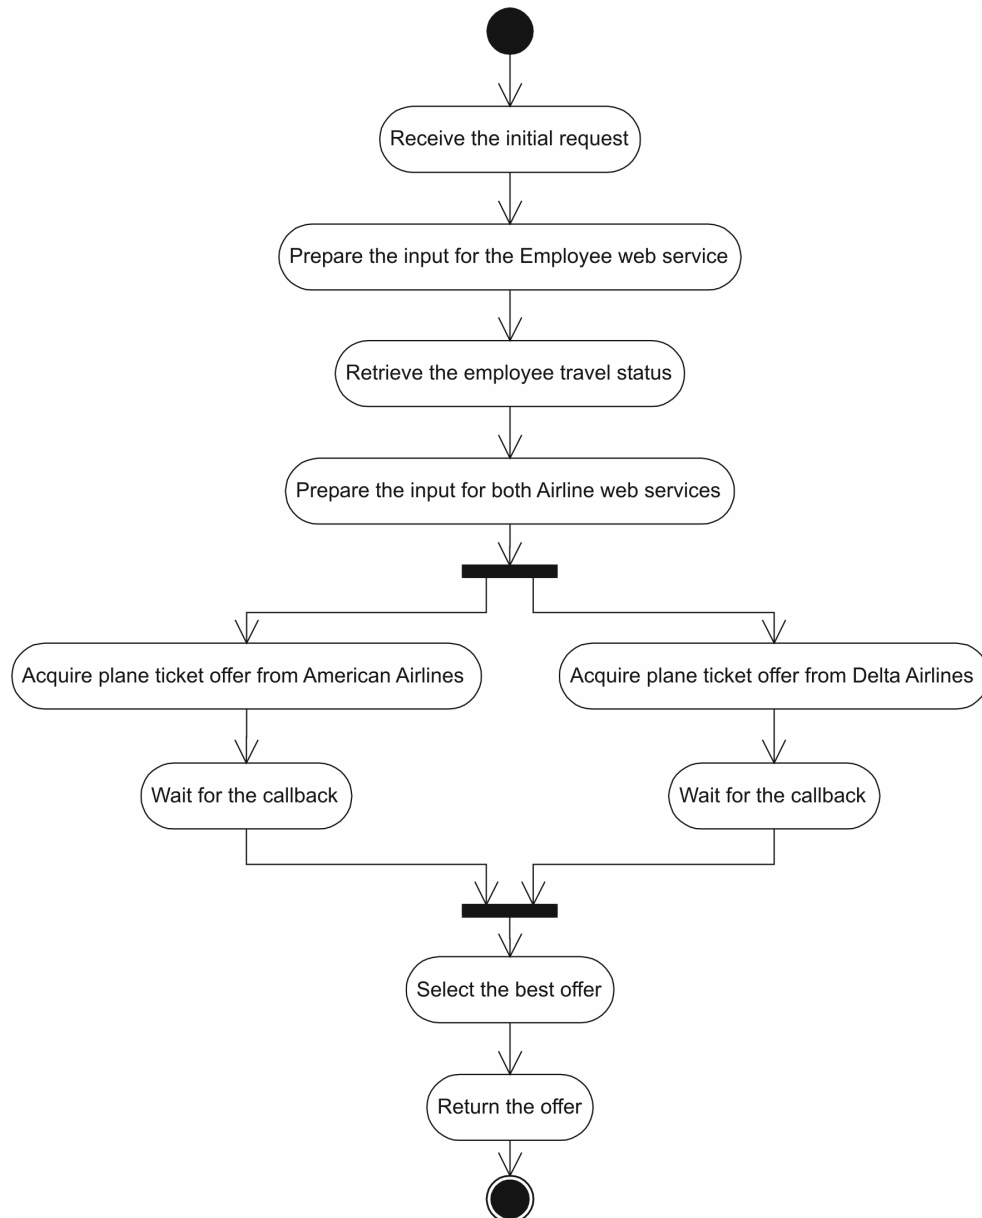 Receive the initial request
Prepare the input for the Employee web service
Retrieve the employee travel status
Prepare the input for both Airline web services
Acquire plane ticket offer from American Airlines
Acquire plane ticket offer from Delta Airlines
Wait for the callback
Wait for the callback
Select the best offer
Return the offer